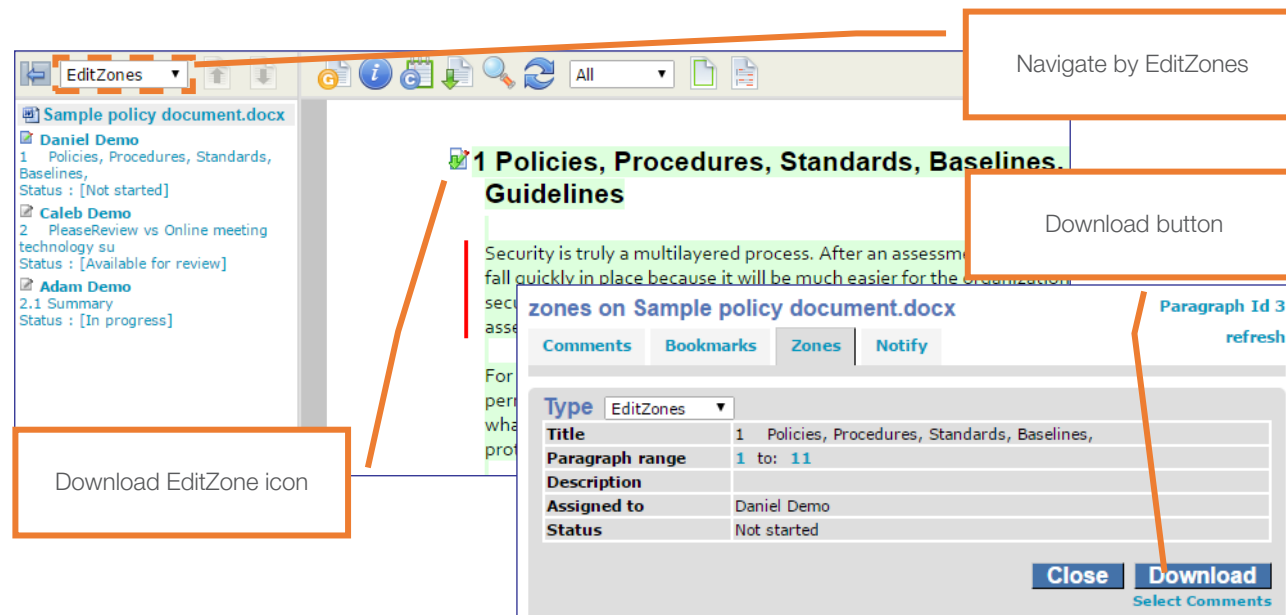 Navigate by EditZones
EditZones
All
Sample policy document.docx
Daniel Demo
1 Policies, Procedures, Standards,
Baselines,
Status : [Not started]
Caleb Demo
2 PleaseReview vs Online meeting
technology su
Status : [Available for review]
Adam Demo
2.1 Summary
Status : [In progress]
1 Policies, Procedures, Standards, Baselines,
Guidelines
Security is truly a multilayered process. After an
fall quickly in place because it will be much easier for the organization
For
Download button
Download EditZone icon
zones on Sample policy document.docx
Paragraph Id 3
refresh
Comments Bookmarks Zones Notify
Type EditZones
Title 1 Policies, Procedures, Standards, Baselines,
Paragraph range 1 to: 11
Description
Assigned to Daniel Demo
Status Not started
Close Download
Select Comments